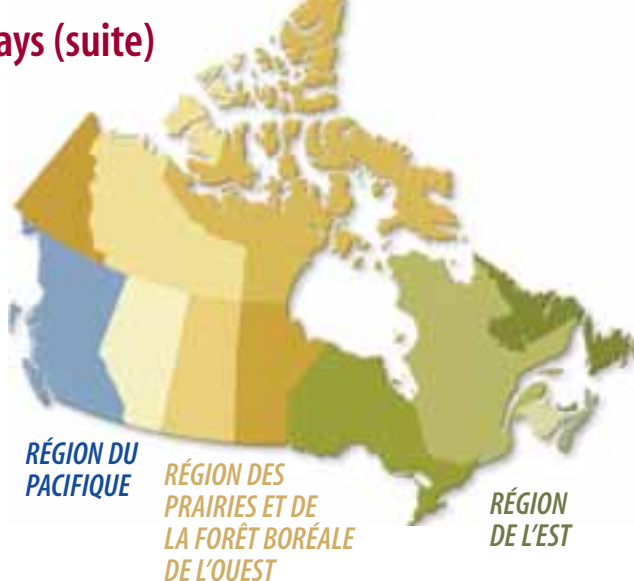 ays (suite)
RÉGION DU
PACIFIQUE
RÉGION DES
PRAIRIES ET DE
LA FORÊT BORÉALE
DE L'OUEST
RÉGION
DE L'EST